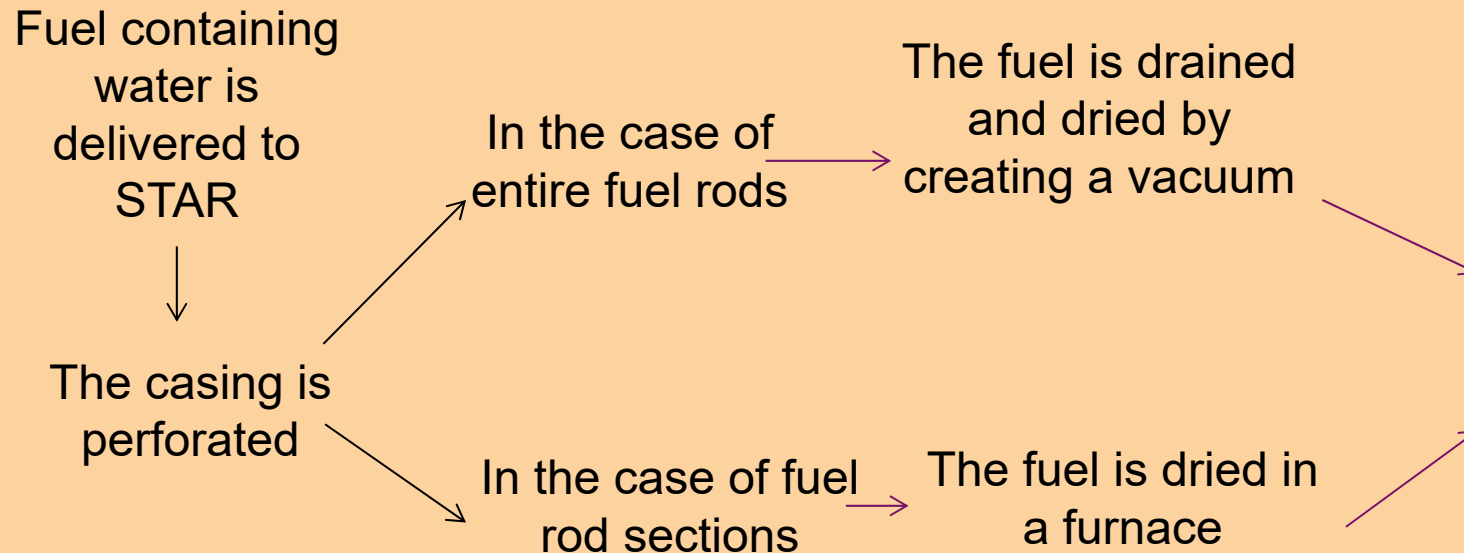 Fuel containing
water is
delivered to
STAR
The casing is
perforated
In the case of
entire fuel rods
The fuel is drained
and dried by
creating a vacuum
In the case of fuel
rod sections
The fuel is dried in
a furnace